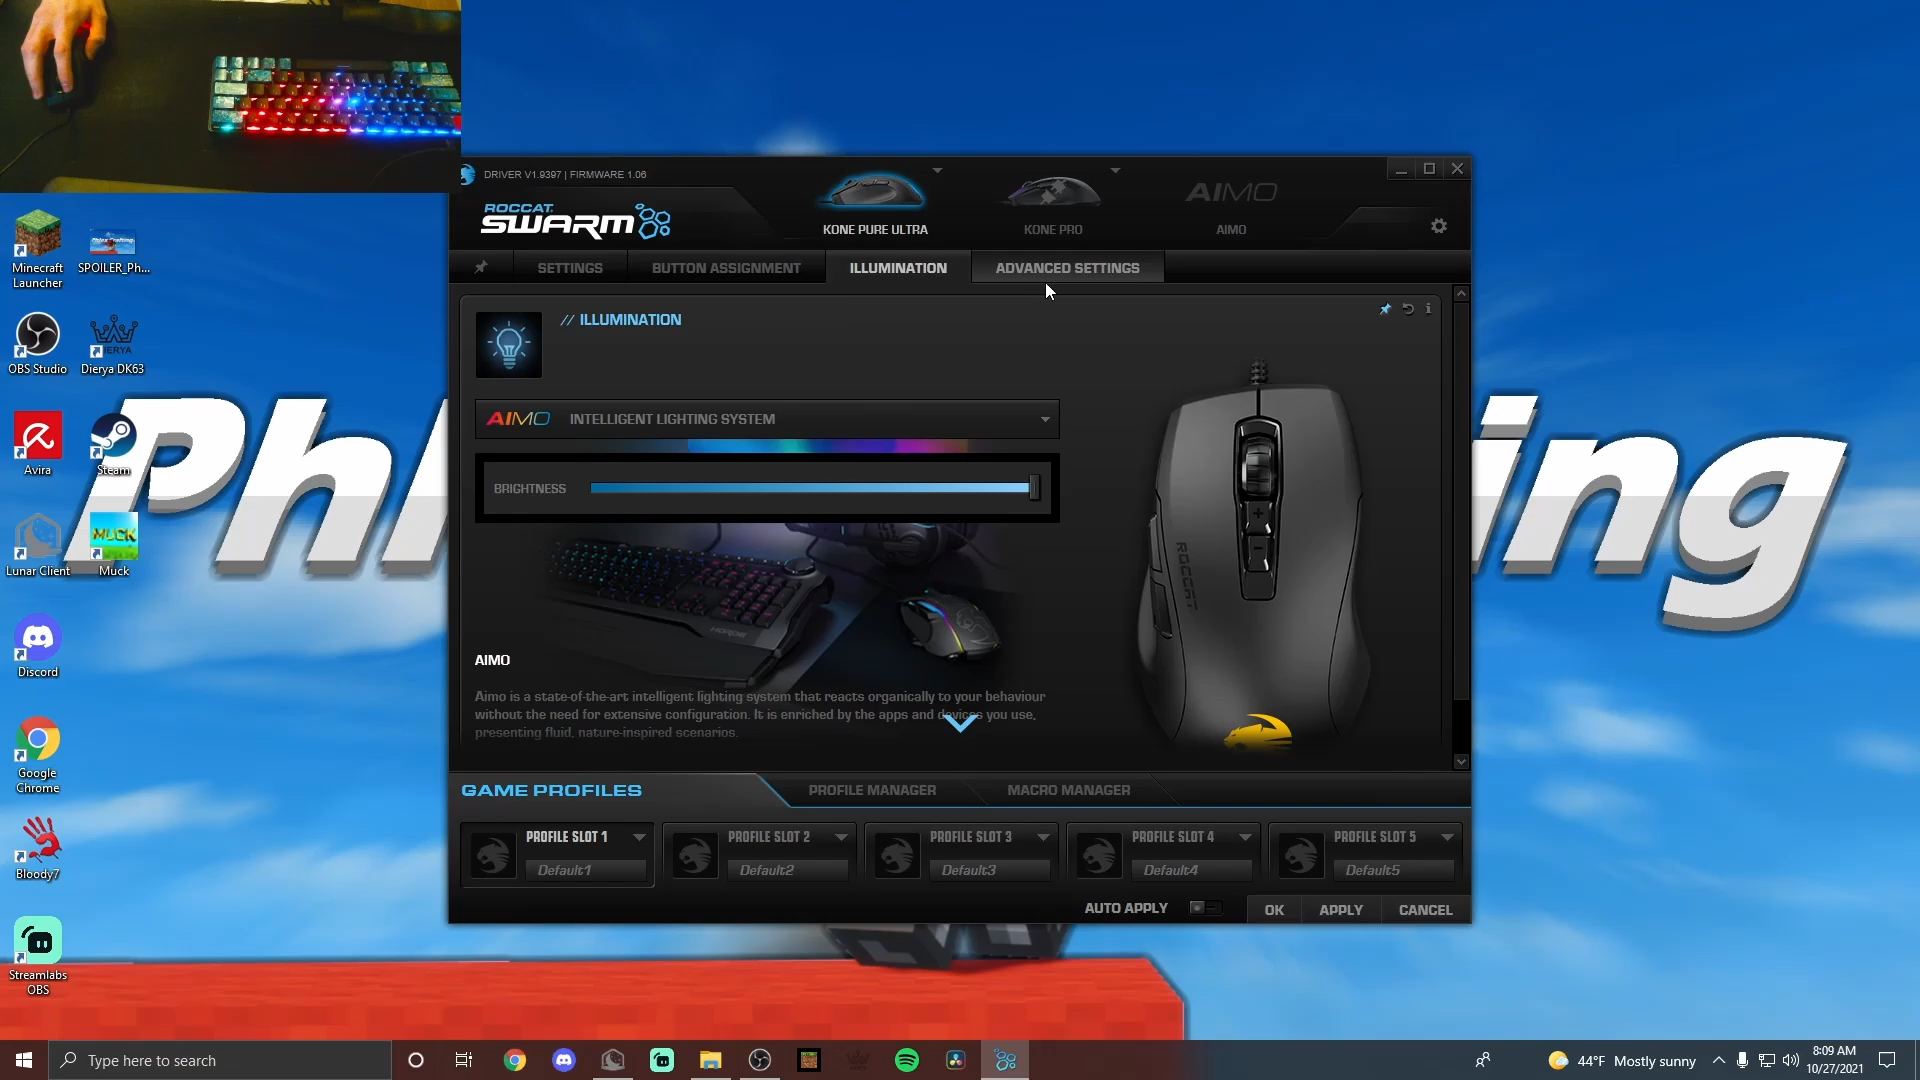 DRIVER V1.9397 | FIRMWARE 1.06
ROCCAT
SWARM
KONE PURE ULTRA
KONE PRO
AIMO
AIMO
SETTINGS
BUTTON ASSIGNMENT
ILLUMINATION
ADVANCED SETTINGS
// ILLUMINATION
AIMO INTELLIGENT LIGHTING SYSTEM
BRIGHTNESS
HORDE
ROCCAT
AIMO
Aimo is a state-of-the-art intelligent lighting system that reacts organically to your behaviour
without the need for extensive configuration. It is enriched by the apps and devices you use,
presenting fluid, nature-inspired scenarios.
GAME PROFILES
PROFILE MANAGER
MACRO MANAGER
PROFILE SLOT 1
Default1
PROFILE SLOT 2
Default2
PROFILE SLOT 3
Default3
PROFILE SLOT 4
Default4
PROFILE SLOT 5
Default5
AUTO APPLY
OK
APPLY
CANCEL
Minecraft
Launcher
SPOILER_Ph...
OBS Studio
DIERYA
Dierya DK63
Avira
Steam
Lunar Client
MUCK
Muck
Discord
Google
Chrome
Bloody7
Streamlabs
OBS
Ph
ing
Type here to search
44°F Mostly sunny
8:09 AM
10/27/2021